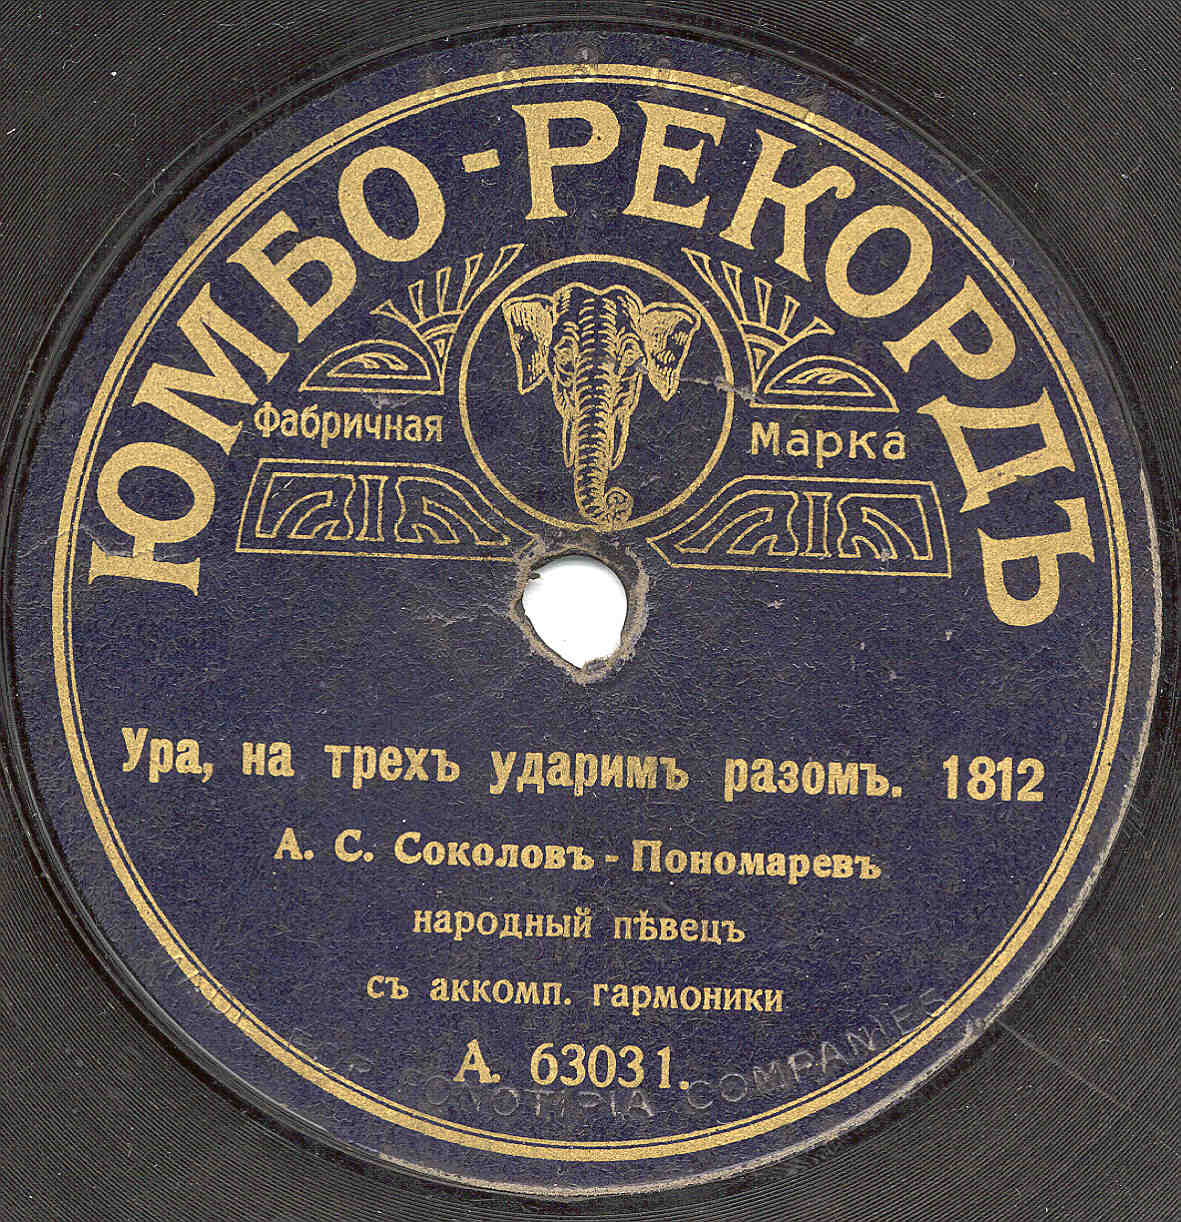 ЮМБО-РЕКОРДЪ
Фабричная Марка
Ура, на трехъ ударимъ разомъ. 1812
А. С. Соколовъ - Пономаревъ
народный пѣвецъ
съ аккомп. гармоники
А. 63031.
FONOTIPIA COMPANIES